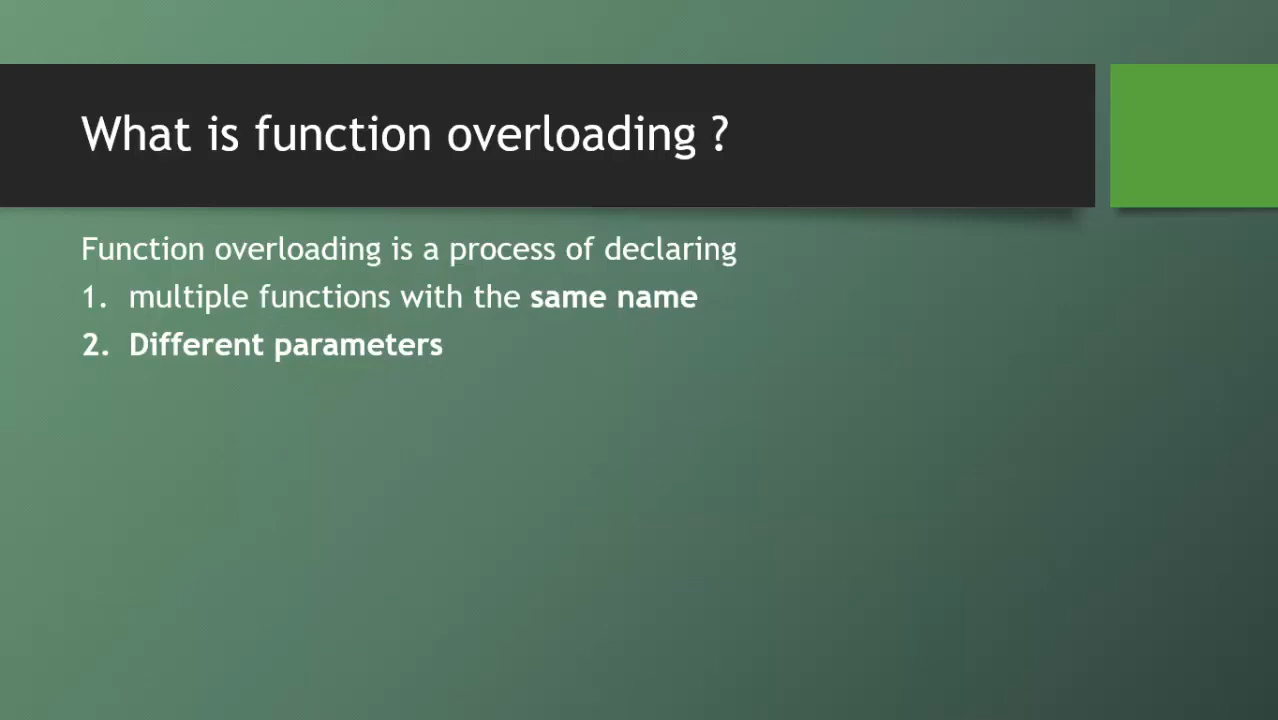 What is function overloading ?
Function overloading is a process of declaring
1. multiple functions with the same name
2. Different parameters